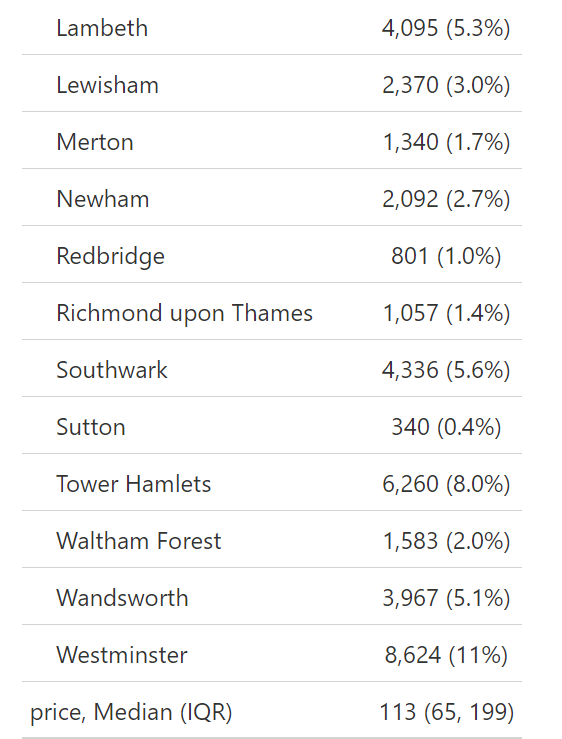 Lambeth 4,095 (5.3%)
Lewisham 2,370 (3.0%)
Merton 1,340 (1.7%)
Newham 2,092 (2.7%)
Redbridge 801 (1.0%)
Richmond upon Thames 1,057 (1.4%)
Southwark 4,336 (5.6%)
Sutton 340 (0.4%)
Tower Hamlets 6,260 (8.0%)
Waltham Forest 1,583 (2.0%)
Wandsworth 3,967 (5.1%)
Westminster 8,624 (11%)
price, Median (IQR) 113 (65, 199)